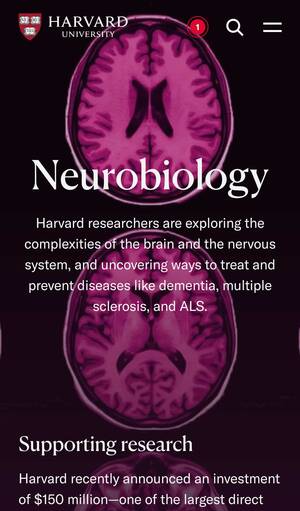 HARVARD
UNIVERSITY
1
Neurobiology
Harvard researchers are exploring the
complexities of the brain and the nervous
system, and uncovering ways to treat and
prevent diseases like dementia, multiple
sclerosis, and ALS.
Supporting research
Harvard recently announced an investment
of $150 million—one of the largest direct